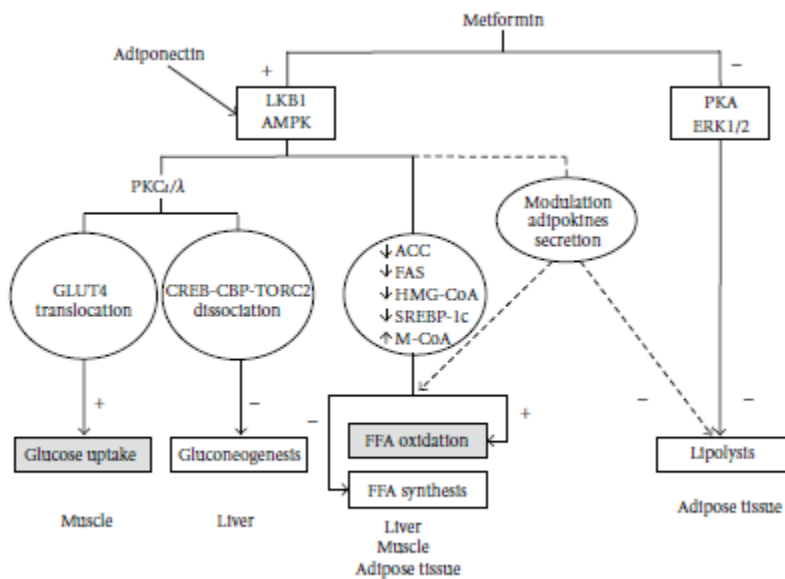 Metformin
Adiponectin
+
−
LKB1
AMPK
PKA
ERK1/2
PKCι/λ
Modulation
adipokines
secretion
GLUT4
translocation
CREB-CBP-TORC2
dissociation
↓ ACC
↓ FAS
↓ HMG-CoA
↓ SREBP-1c
↑ M-CoA
+
−
−
+
−
−
Glucose uptake
Gluconeogenesis
FFA oxidation
Lipolysis
FFA synthesis
Muscle
Liver
Liver
Muscle
Adipose tissue
Adipose tissue